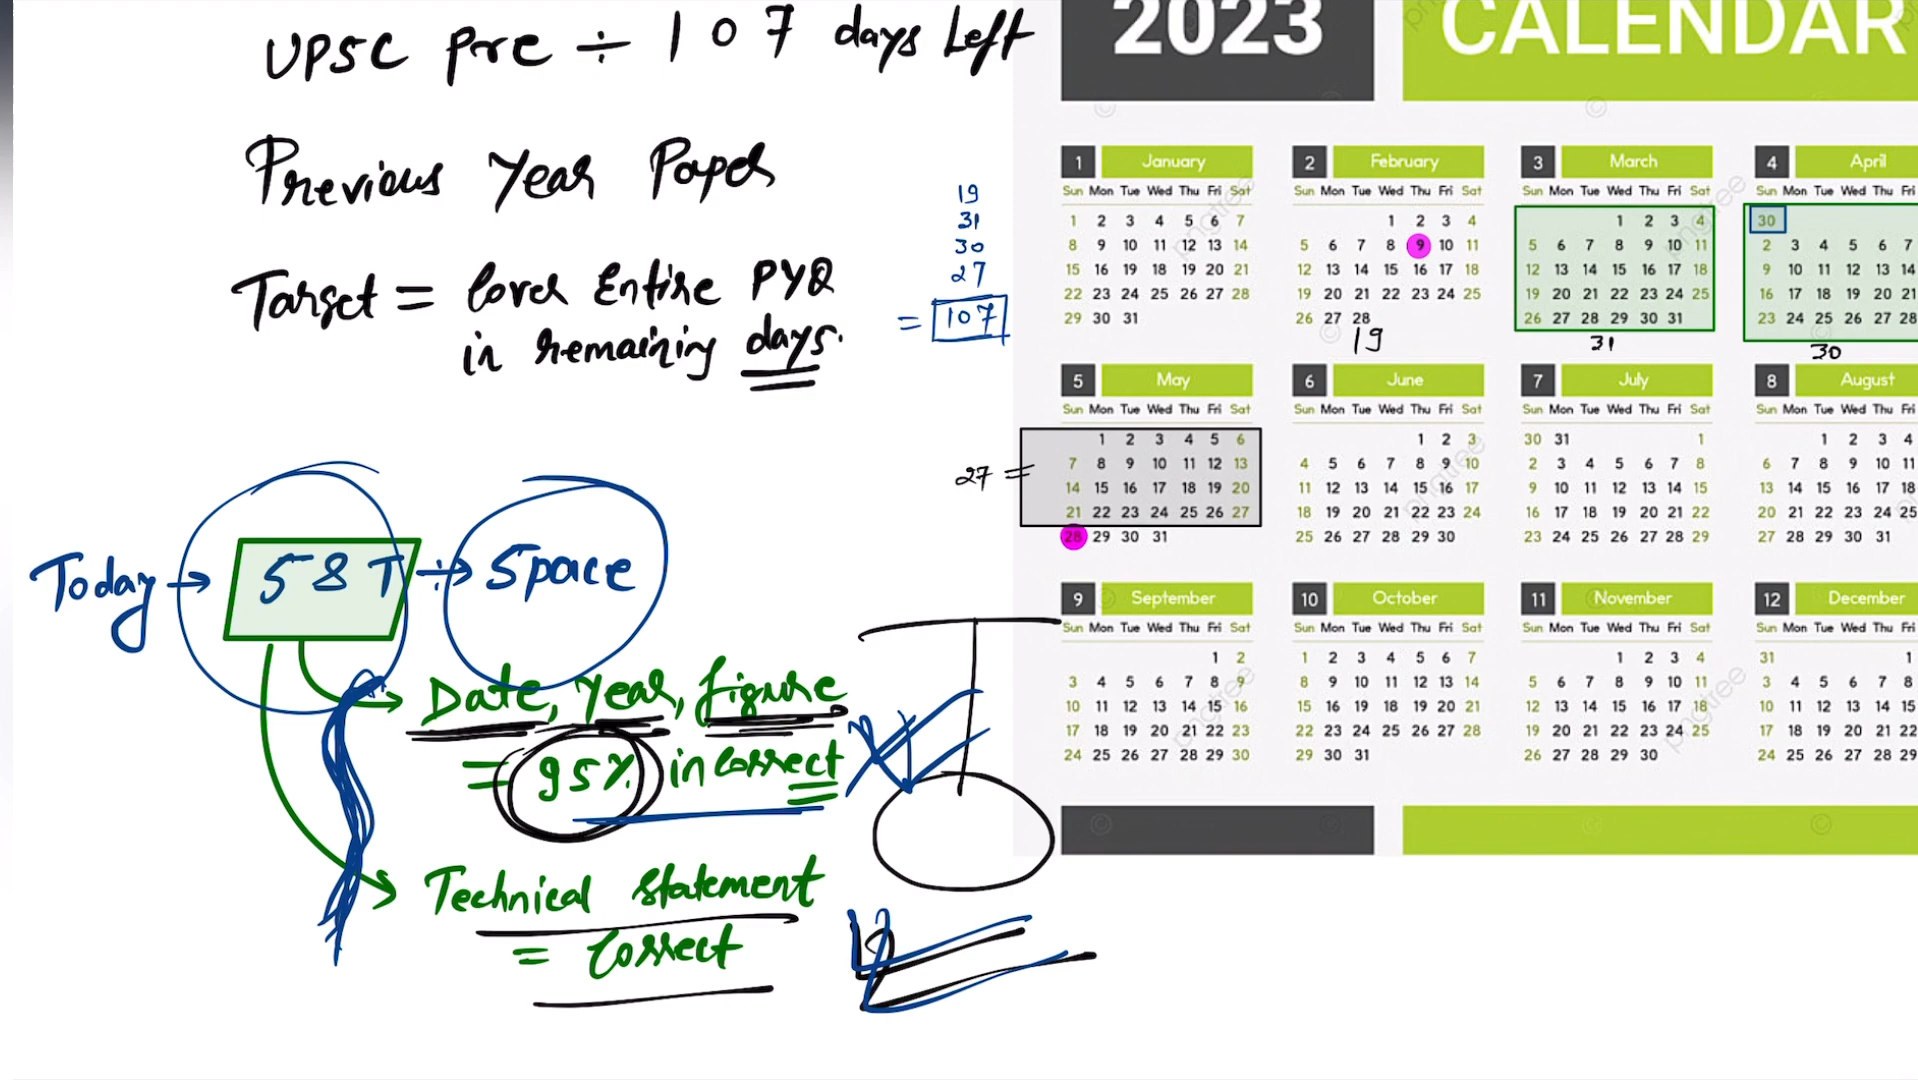 UPSC Pre ÷ 107 days Left
Previous Year Paper
Target = Cover Entire PYQ
in remaining days.
19
31
30
27
= 107
Today → S & T ÷→ Space
Date, Year, figure
= 95% incorrect
Technical statement
= Correct
2023 CALENDAR
1 January
Sun Mon Tue Wed Thu Fri Sat
1 2 3 4 5 6 7
8 9 10 11 12 13 14
15 16 17 18 19 20 21
22 23 24 25 26 27 28
29 30 31
2 February
Sun Mon Tue Wed Thu Fri Sat
1 2 3 4
5 6 7 8 9 10 11
12 13 14 15 16 17 18
19 20 21 22 23 24 25
26 27 28
19
3 March
Sun Mon Tue Wed Thu Fri Sat
1 2 3 4
5 6 7 8 9 10 11
12 13 14 15 16 17 18
19 20 21 22 23 24 25
26 27 28 29 30 31
31
4 April
Sun Mon Tue Wed Thu Fri
30
2 3 4 5 6 7
9 10 11 12 13 14
16 17 18 19 20 21
23 24 25 26 27 28
30
5 May
Sun Mon Tue Wed Thu Fri Sat
1 2 3 4 5 6
27 = 7 8 9 10 11 12 13
14 15 16 17 18 19 20
21 22 23 24 25 26 27
28 29 30 31
6 June
Sun Mon Tue Wed Thu Fri Sat
1 2 3
4 5 6 7 8 9 10
11 12 13 14 15 16 17
18 19 20 21 22 23 24
25 26 27 28 29 30
7 July
Sun Mon Tue Wed Thu Fri Sat
30 31 1
2 3 4 5 6 7 8
9 10 11 12 13 14 15
16 17 18 19 20 21 22
23 24 25 26 27 28 29
8 August
Sun Mon Tue Wed Thu Fri
1 2 3 4
6 7 8 9 10 11
13 14 15 16 17 18
20 21 22 23 24 25
27 28 29 30 31
9 September
Sun Mon Tue Wed Thu Fri Sat
1 2
3 4 5 6 7 8 9
10 11 12 13 14 15 16
17 18 19 20 21 22 23
24 25 26 27 28 29 30
10 October
Sun Mon Tue Wed Thu Fri Sat
1 2 3 4 5 6 7
8 9 10 11 12 13 14
15 16 17 18 19 20 21
22 23 24 25 26 27 28
29 30 31
11 November
Sun Mon Tue Wed Thu Fri Sat
1 2 3 4
5 6 7 8 9 10 11
12 13 14 15 16 17 18
19 20 21 22 23 24 25
26 27 28 29 30
12 December
Sun Mon Tue Wed Thu Fri
31 1
3 4 5 6 7 8
10 11 12 13 14 15
17 18 19 20 21 22
24 25 26 27 28 29